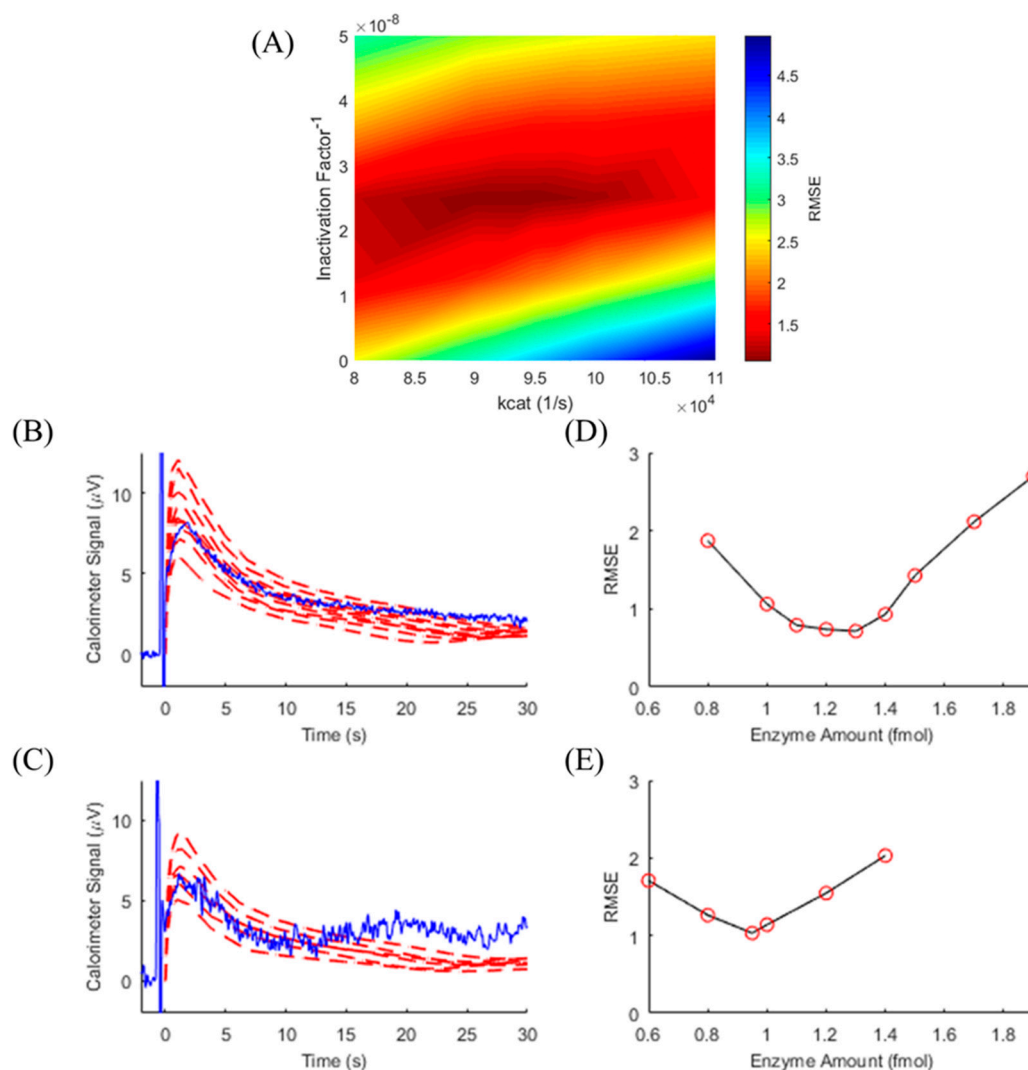 (A)
×10⁻⁸
5
4
3
2
1
0
Inactivation Factor⁻¹
8 8.5 9 9.5 10 10.5 11
kcat (1/s)
×10⁴
4.5
4
3.5
3
2.5
2
1.5
RMSE
(B)
10
5
0
Calorimeter Signal (μV)
0 5 10 15 20 25 30
Time (s)
(D)
3
2
1
0
RMSE
0.6 0.8 1 1.2 1.4 1.6 1.8
Enzyme Amount (fmol)
(C)
10
5
0
Calorimeter Signal (μV)
0 5 10 15 20 25 30
Time (s)
(E)
3
2
1
0
RMSE
0.6 0.8 1 1.2 1.4 1.6 1.8
Enzyme Amount (fmol)